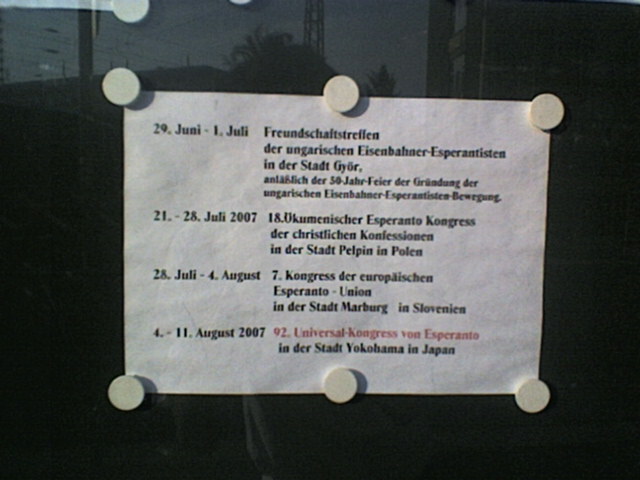 29. Juni - 1. Juli Freundschaftstreffen
der ungarischen Eisenbahner-Esperantisten
in der Stadt Győr,
anläßlich der 50-Jahr-Feier der Gründung der
ungarischen Eisenbahner-Esperantisten-Bewegung.
21. - 28. Juli 2007 18.Ökumenischer Esperanto Kongress
der christlichen Konfessionen
in der Stadt Pelpin in Polen
28. Juli - 4. August 7. Kongress der europäischen
Esperanto - Union
in der Stadt Marburg in Slovenien
4. - 11. August 2007 92. Universal-Kongress von Esperanto
in der Stadt Yokohama in Japan